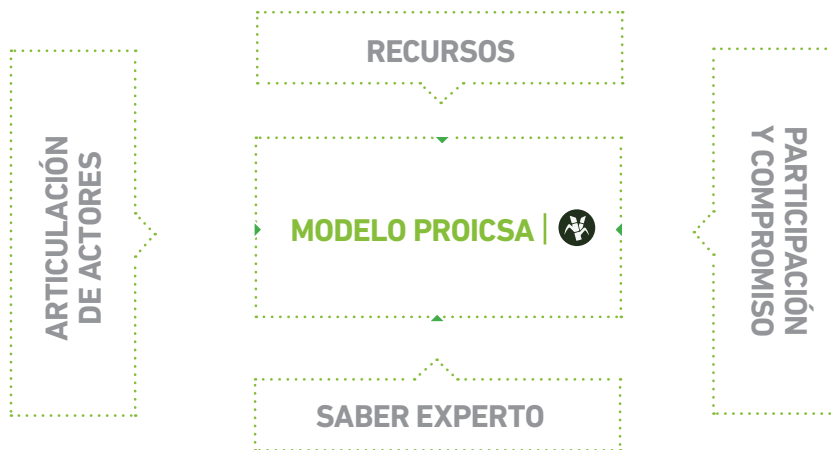 RECURSOS
ARTICULACIÓN
DE ACTORES
MODELO PROICSA |
PARTICIPACIÓN
Y COMPROMISO
SABER EXPERTO